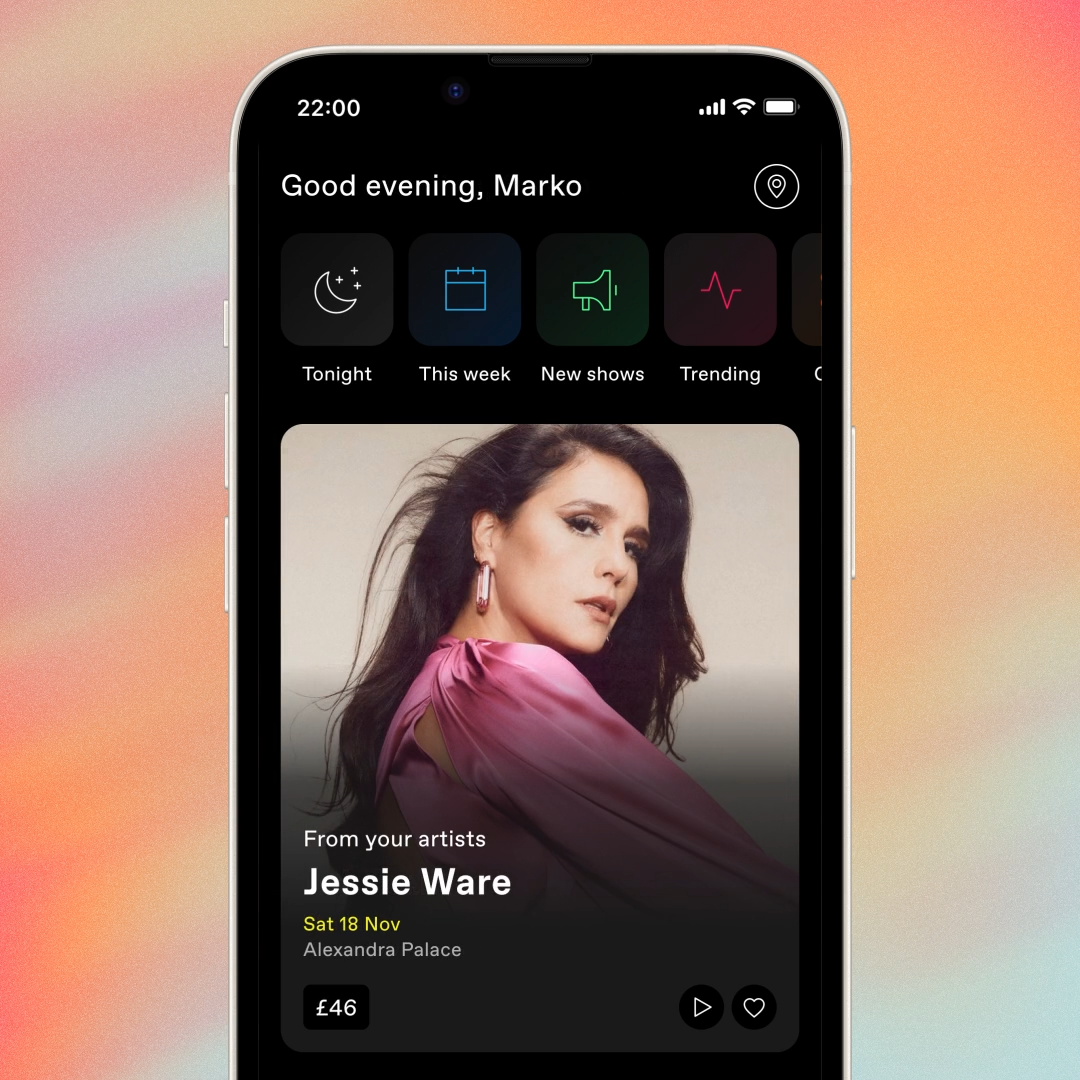 22:00
Good evening, Marko
Tonight
This week
New shows
Trending
From your artists
Jessie Ware
Sat 18 Nov
Alexandra Palace
£46